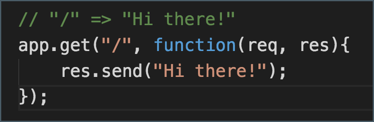 // "/" => "Hi there!"
app.get("/", function(req, res){
    res.send("Hi there!");
});